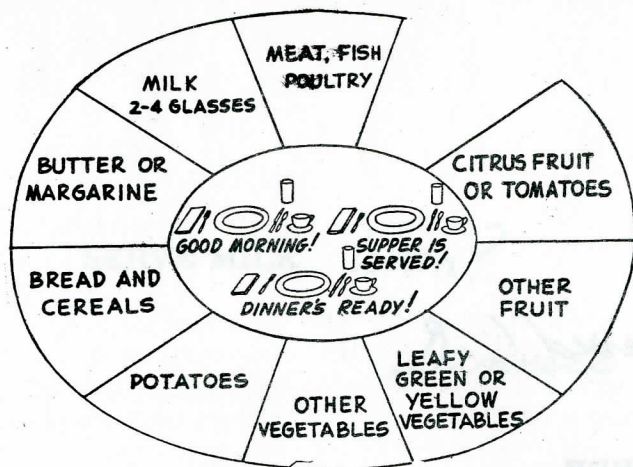 MEAT, FISH
POULTRY
MILK
2-4 GLASSES
CITRUS FRUIT
OR TOMATOES
BUTTER OR
MARGARINE
GOOD MORNING!
SUPPER IS
SERVED!
DINNER'S READY!
BREAD AND
CEREALS
OTHER
FRUIT
POTATOES
OTHER
VEGETABLES
LEAFY
GREEN OR
YELLOW
VEGETABLES